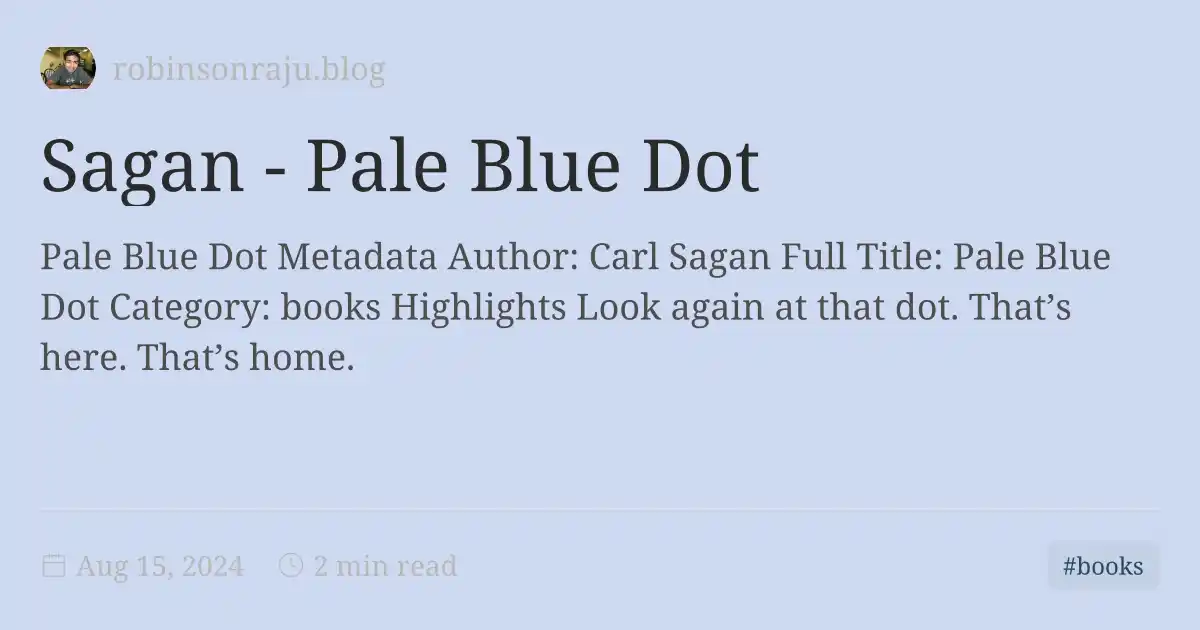 robinsonraju.blog
Sagan - Pale Blue Dot
Pale Blue Dot Metadata Author: Carl Sagan Full Title: Pale Blue
Dot Category: books Highlights Look again at that dot. That’s
here. That’s home.
Aug 15, 2024 2 min read #books